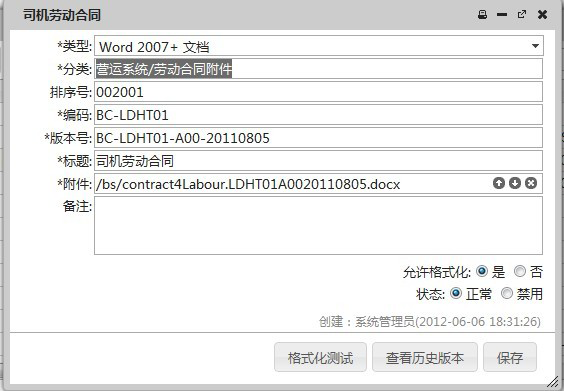 司机劳动合同
*类型: Word 2007+ 文档
*分类: 营运系统/劳动合同附件
排序号: 002001
*编码: BC-LDHT01
*版本号: BC-LDHT01-A00-20110805
*标题: 司机劳动合同
*附件: /bs/contract4Labour.LDHT01A0020110805.docx
备注:
允许格式化: 是 否
状态: 正常 禁用
创建：系统管理员(2012-06-06 18:31:26)
格式化测试 查看历史版本 保存